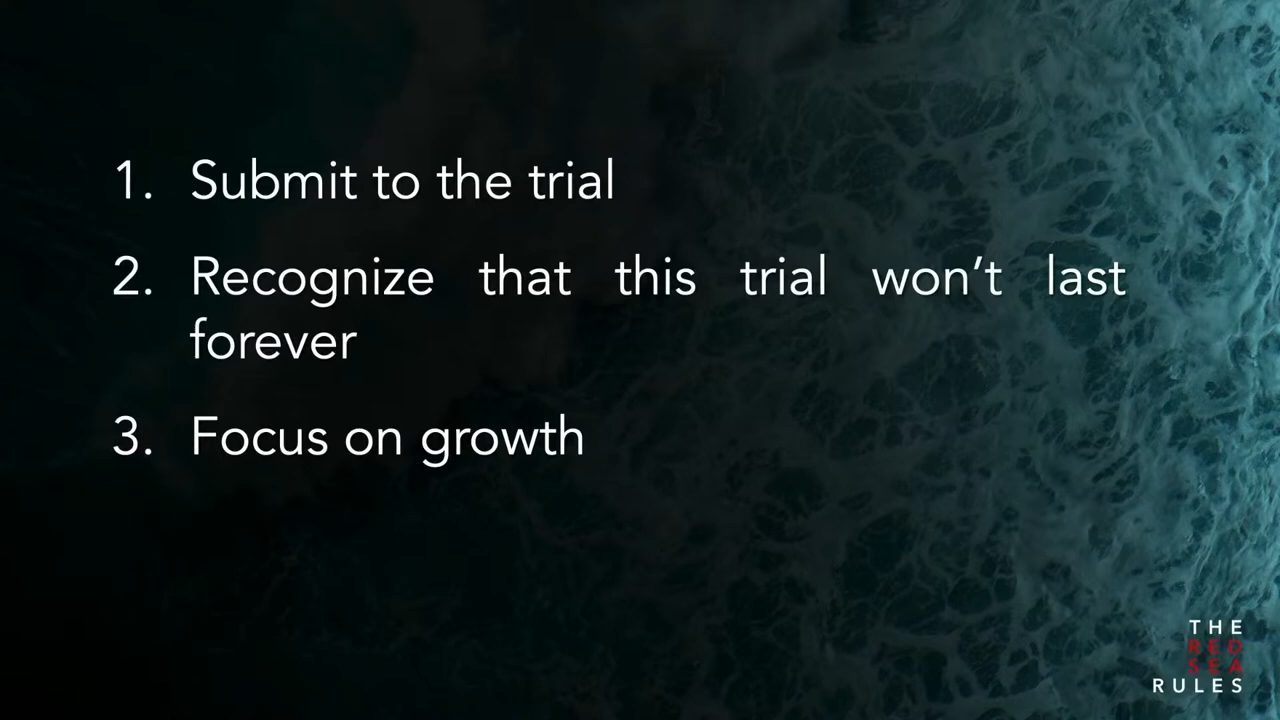 1. Submit to the trial
2. Recognize that this trial won’t last
forever
3. Focus on growth
THE
RED
SEA
RULES